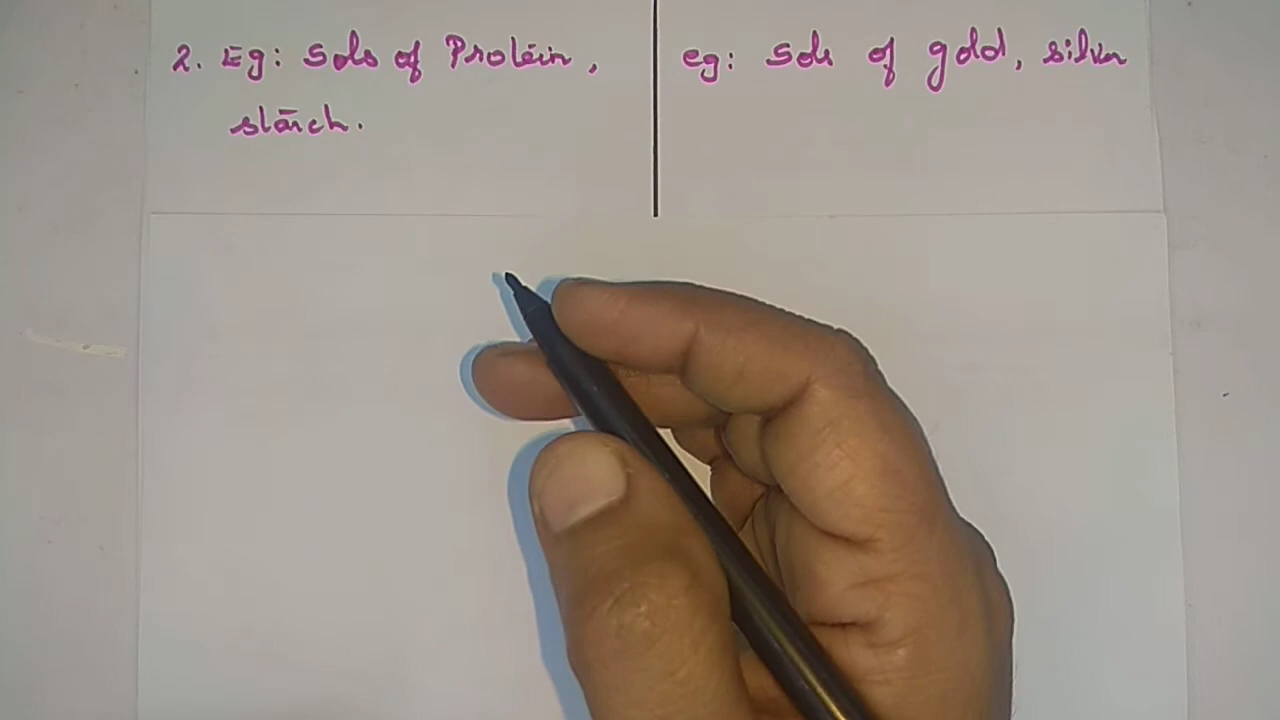 2. Eg: Sols of Protein,
starch.
eg: Sols of gold, silver